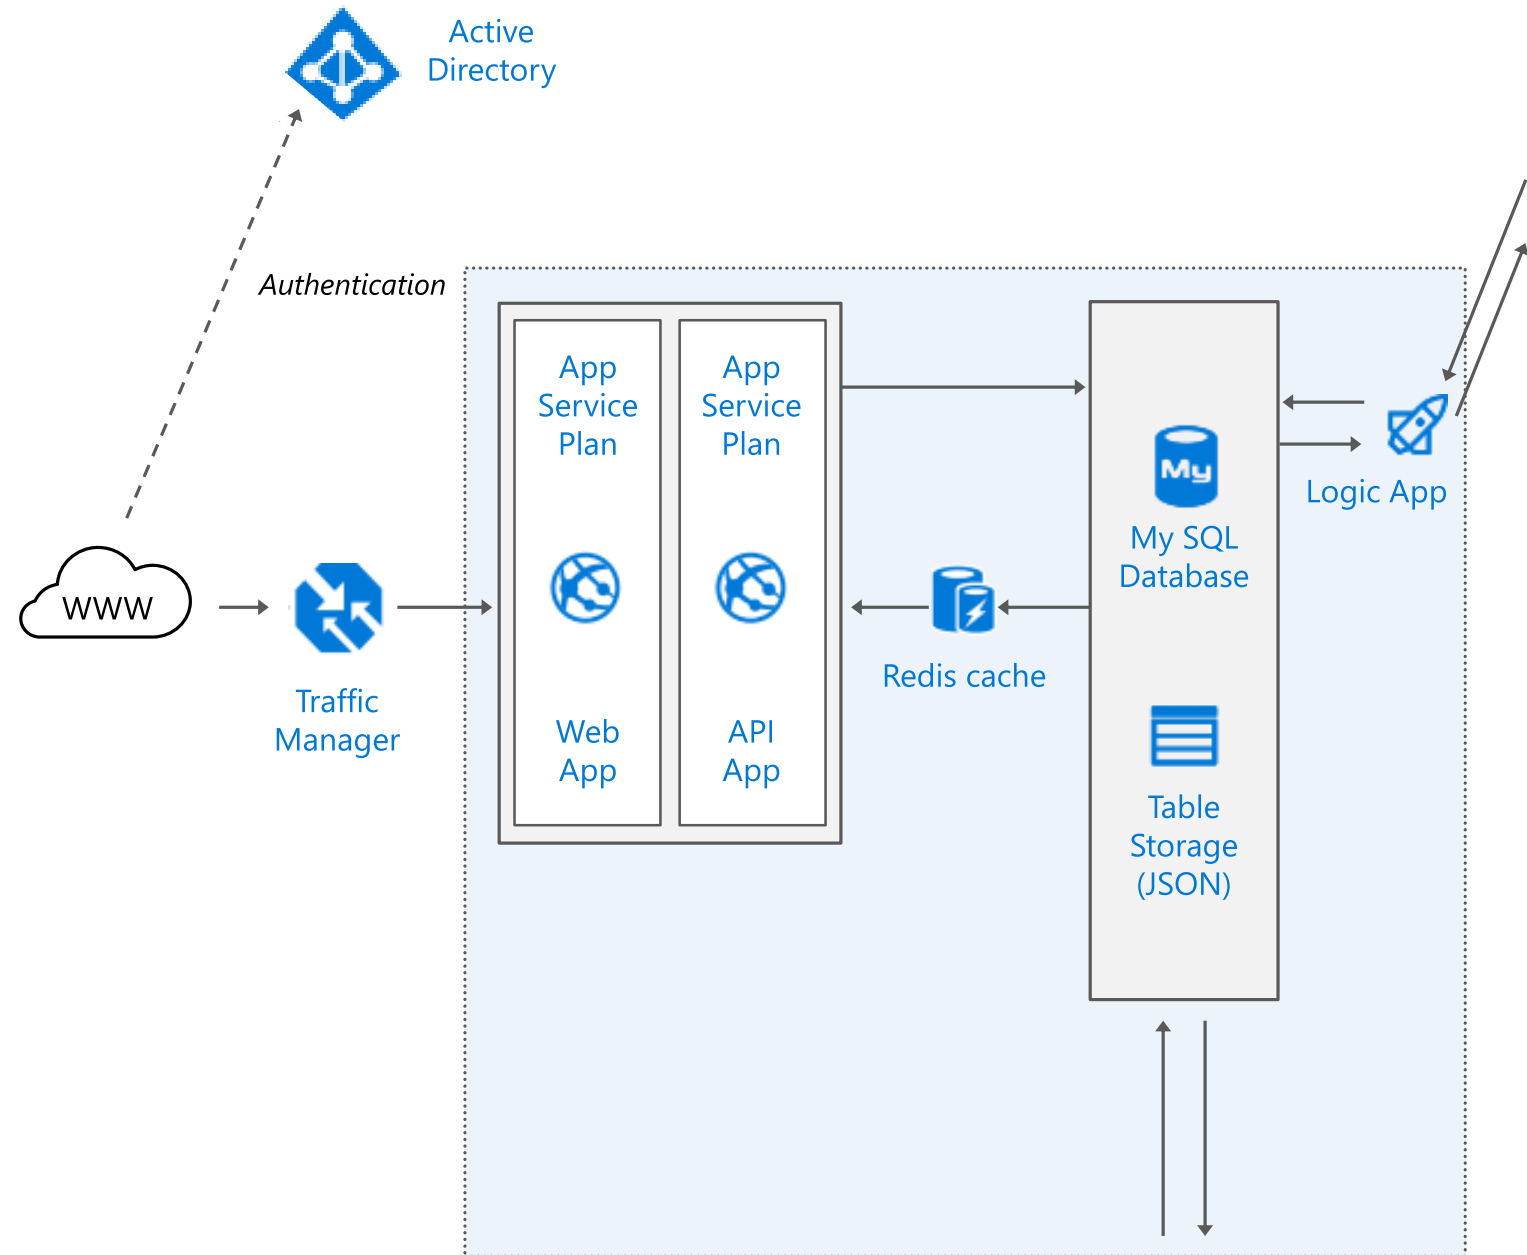 Active
Directory
Authentication
App
Service
Plan
App
Service
Plan
My
Logic App
My SQL
Database
WWW
Redis cache
Traffic
Manager
Web
App
API
App
Table
Storage
(JSON)